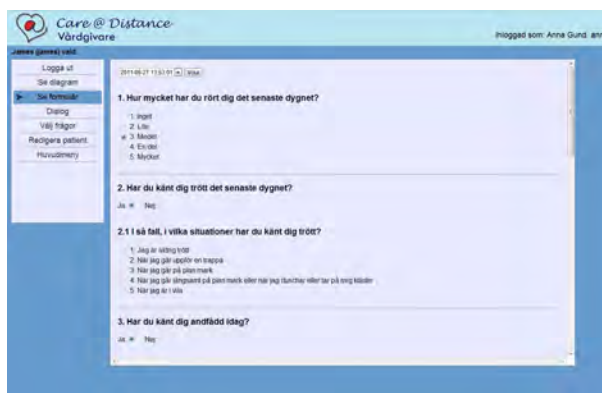 Care @ Distance
Vårdgivare
Inloggad som: Anna Gund
James (james) vald.
Logga ut
Se diagram
Se formulär
Dialog
Välj frågor
Redigera patient
Huvudmeny
1. Hur mycket har du rört dig det senaste dygnet?
1. Inget
2. Lite
3. Medel
4. En del
5. Mycket
2. Har du känt dig trött det senaste dygnet?
Ja Nej
2.1 I så fall, i vilka situationer har du känt dig trött?
1. Jag är aldrig trött
2. När jag går uppför en trappa
3. När jag går på plan mark
4. När jag går långsamt på plan mark eller när jag duschar eller tar på mig kläder
5. När jag är i vila
3. Har du känt dig andfådd idag?
Ja Nej